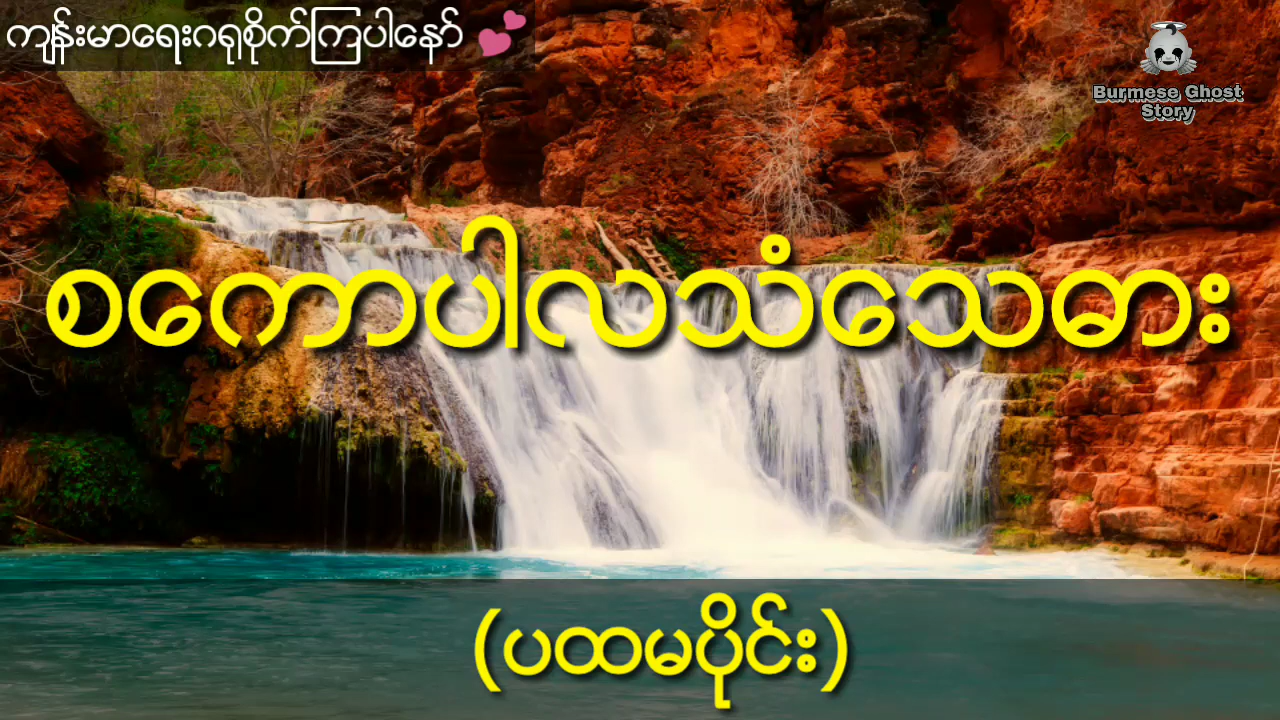 ကျန်းမာရေးဂရုစိုက်ကြပါနော် 💕
Burmese Ghost
Story
စကောပါလသံသေဓား
(ပထမပိုင်း)